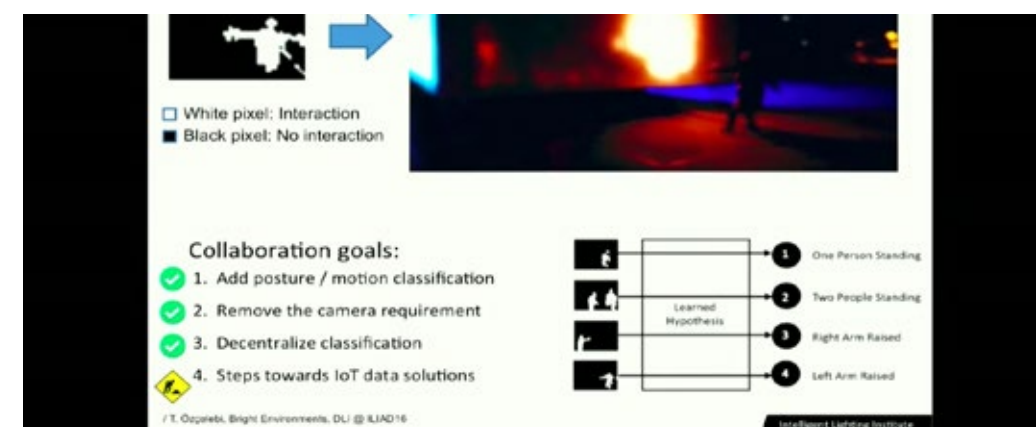 White pixel: Interaction
Black pixel: No interaction
Collaboration goals:
1. Add posture / motion classification
2. Remove the camera requirement
3. Decentralize classification
4. Steps towards IoT data solutions
Learned
Hypothesis
1 One Person Standing
2 Two People Standing
3 Right Arm Raised
4 Left Arm Raised
/ T. Özçelebi, Bright Environments, DLI @ ILIAD16
Intelligent Lighting Institute